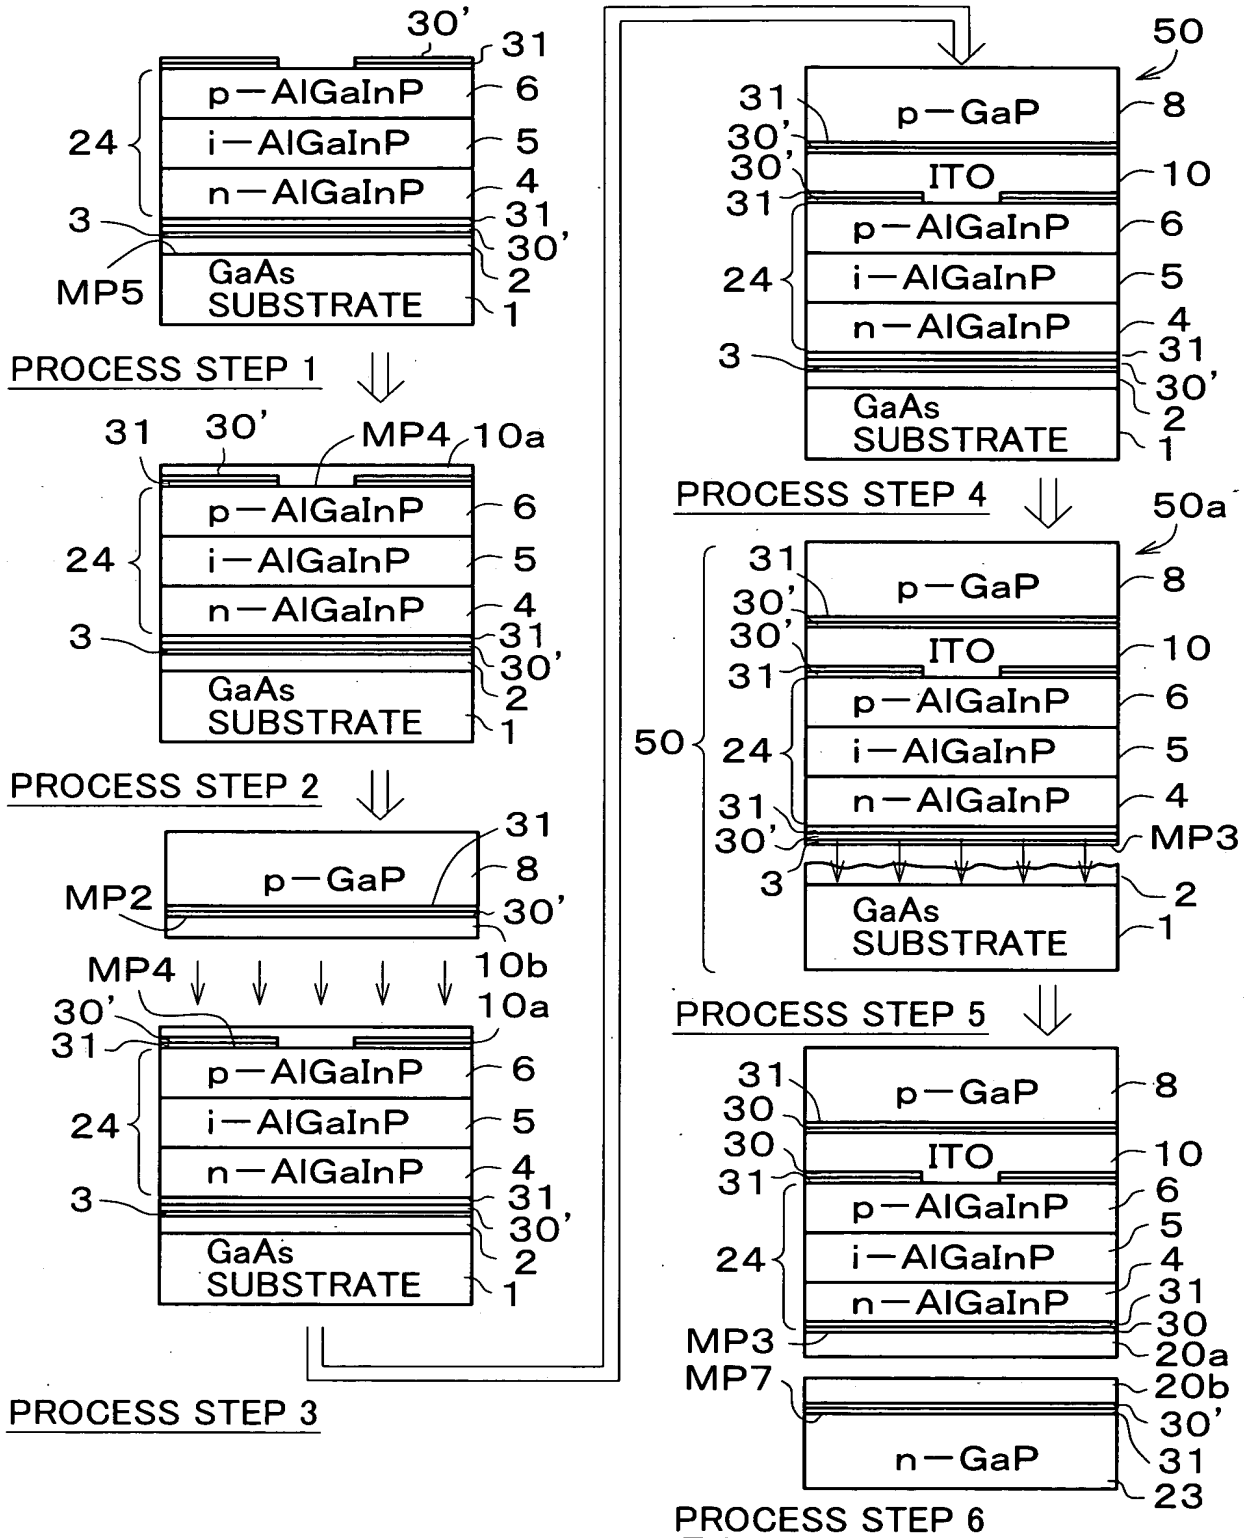 30'
31
p—AlGaInP
6
24
i—AlGaInP
5
n—AlGaInP
4
3
31
30'
MP5
GaAs
SUBSTRATE
2
1
PROCESS STEP 1
31
30'
MP4
10a
p—AlGaInP
6
24
i—AlGaInP
5
n—AlGaInP
4
3
31
30'
GaAs
SUBSTRATE
2
1
PROCESS STEP 2
31
p—GaP
8
MP2
30'
10b
MP4
10a
30'
31
p—AlGaInP
6
24
i—AlGaInP
5
n—AlGaInP
4
3
31
30'
GaAs
SUBSTRATE
2
1
PROCESS STEP 3
50
31
p—GaP
8
30'
30'
ITO
10
31
p—AlGaInP
6
24
i—AlGaInP
5
n—AlGaInP
4
3
31
30'
GaAs
SUBSTRATE
2
1
PROCESS STEP 4
50a
31
p—GaP
8
30'
30'
ITO
10
31
p—AlGaInP
6
50
24
i—AlGaInP
5
n—AlGaInP
4
31
30'
MP3
3
2
GaAs
SUBSTRATE
1
PROCESS STEP 5
31
p—GaP
8
30
30
ITO
10
31
p—AlGaInP
6
24
i—AlGaInP
5
4
n—AlGaInP
31
30
MP3
20a
MP7
20b
30'
31
n—GaP
23
PROCESS STEP 6